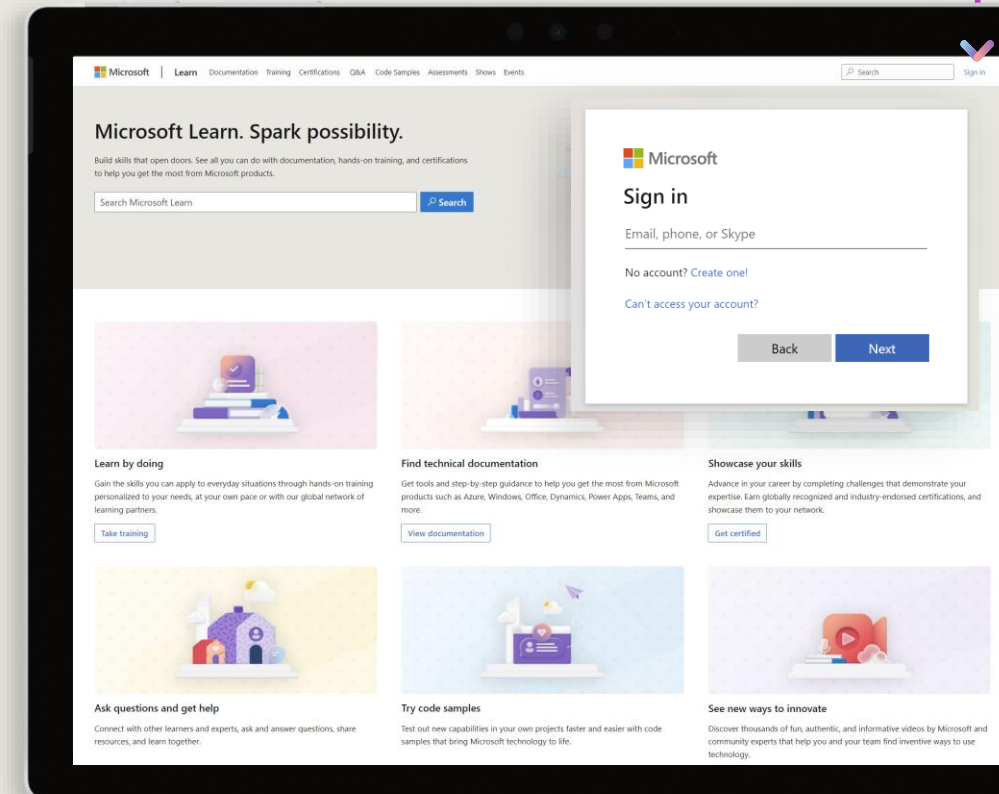 Microsoft | Learn Documentation Training Certifications Q&A Code Samples Assessments Shows Events Search Sign in
Microsoft Learn. Spark possibility.
Build skills that open doors. See all you can do with documentation, hands-on training, and certifications
to help you get the most from Microsoft products.
Search Microsoft Learn Search
Microsoft
Sign in
Email, phone, or Skype
No account? Create one!
Can't access your account?
Back Next
Learn by doing
Gain the skills you can apply to everyday situations through hands-on training
personalized to your needs, at your own pace or with our global network of
learning partners.
Take training
Find technical documentation
Get tools and step-by-step guidance to help you get the most from Microsoft
products such as Azure, Windows, Office, Dynamics, Power Apps, Teams, and
more.
View documentation
Showcase your skills
Advance in your career by completing challenges that demonstrate your
expertise. Earn globally recognized and industry-endorsed certifications, and
showcase them to your network.
Get certified
Ask questions and get help
Connect with other learners and experts, ask and answer questions, share
resources, and learn together.
Try code samples
Test out new capabilities in your own projects faster and easier with code
samples that bring Microsoft technology to life.
See new ways to innovate
Discover thousands of fun, authentic, and informative videos by Microsoft and
community experts that help you and your team find inventive ways to use
technology.